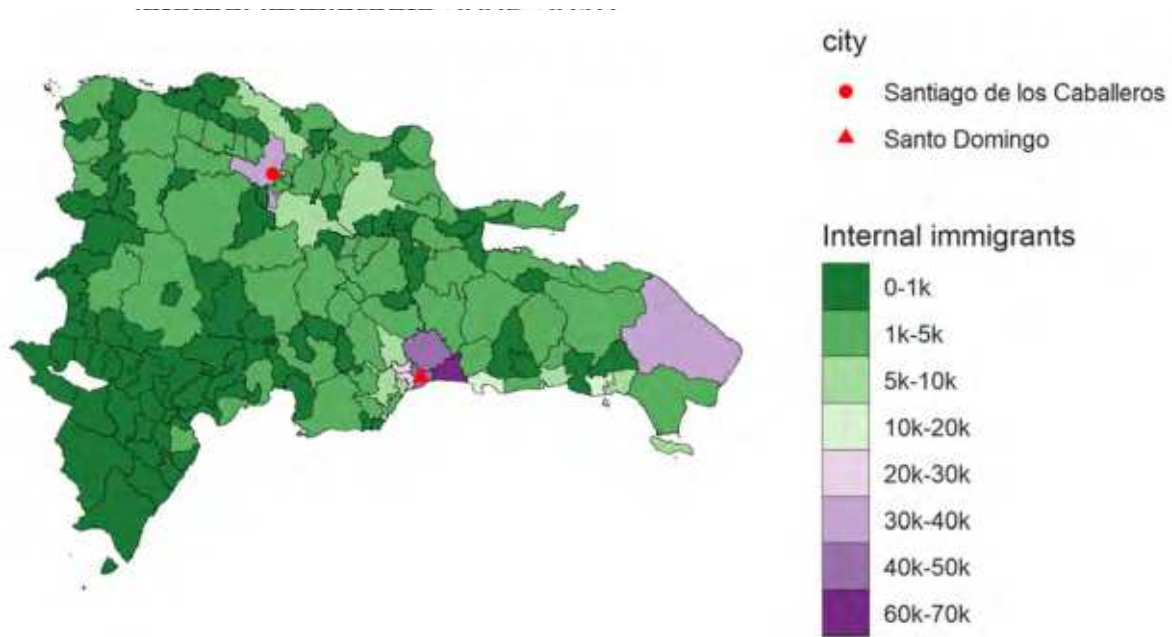 city
Santiago de los Caballeros
Santo Domingo
Internal immigrants
0-1k
1k-5k
5k-10k
10k-20k
20k-30k
30k-40k
40k-50k
60k-70k